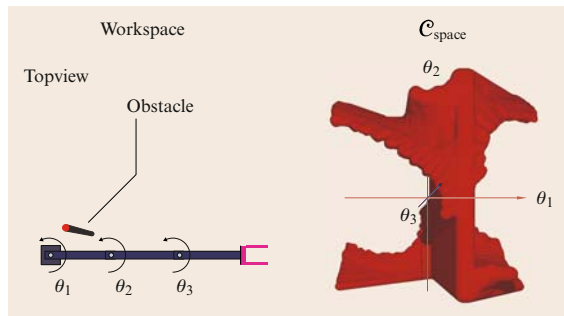 Workspace
Topview
Obstacle
θ1 θ2 θ3
𝒞space
θ2
θ1
θ3